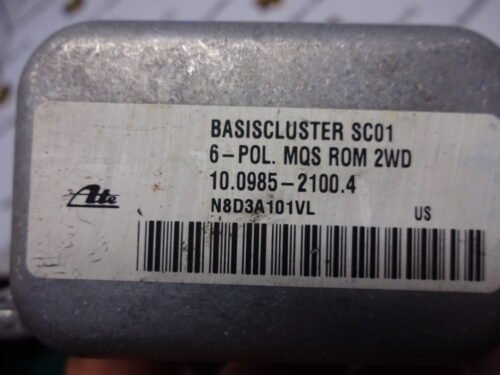 BASISCLUSTER SC01
6-POL. MQS ROM 2WD
10.0985-2100.4
Ate
N8D3A101VL
US